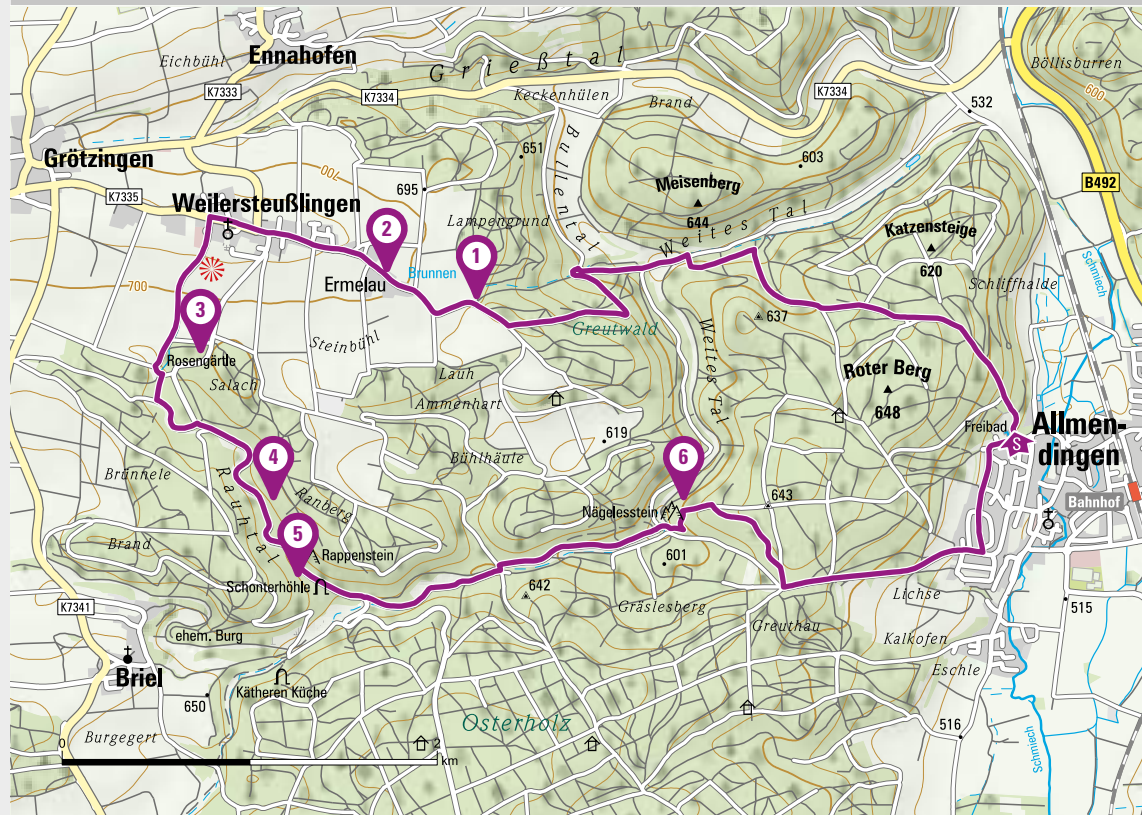 Ennahofen
Eichbühl
Grießtal
Böllisburren
600
K7333
K7334
Keckenhülen
Brand
K7334
532
Grötzingen
700
651
Bullental
603
K7335
Weilersteußlingen
695
Meisenberg
644
B492
2
Lampengrund
Weites Tal
Katzensteige
620
1
Brunnen
Ermelau
Schmiech
Schliffhalde
700
3
Steinbühl
Greutwald
637
Weites Tal
Rosengärtle
Salach
Lauh
Roter Berg
648
Ammenhart
Freibad
S
Allmen-
dingen
619
4
Bühlhäule
6
Brünnele
Rauhtal
Ranberg
643
Bahnhof
Nägelesstein
5
Brand
Rappenstein
Schonterhöhle
601
642
Gräslesberg
Lichse
515
K7341
Greuthau
Kalkofen
ehem. Burg
Eschle
Briel
Kätheren Küche
650
Osterholz
516
Burgegert
Schmiech
0
2
km